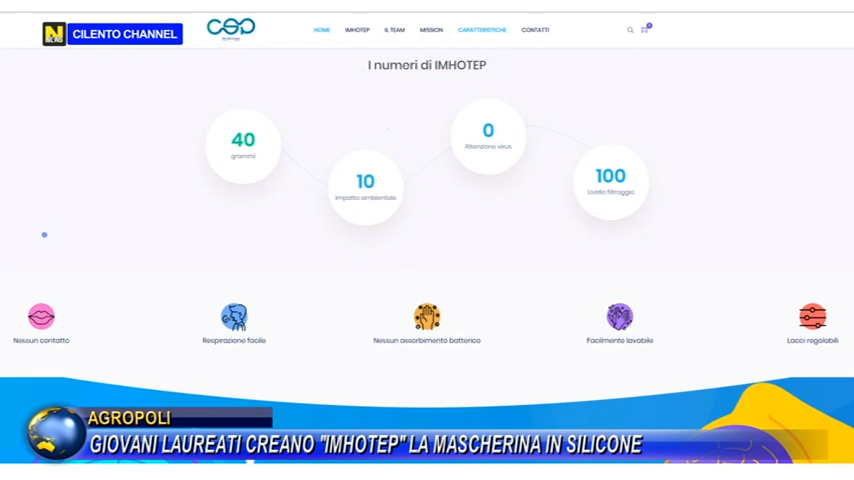 CILENTO CHANNEL
HOME IMHOTEP IL TEAM MISSION CARATTERISTICHE CONTATTI
I numeri di IMHOTEP
40
grammi
10
Impatto ambientale
0
Ritenzione virus
100
Livello filtraggio
Nessun contatto
Respirazione facile
Nessun assorbimento batterico
Facilmente lavabile
Lacci regolabili
AGROPOLI
GIOVANI LAUREATI CREANO "IMHOTEP" LA MASCHERINA IN SILICONE